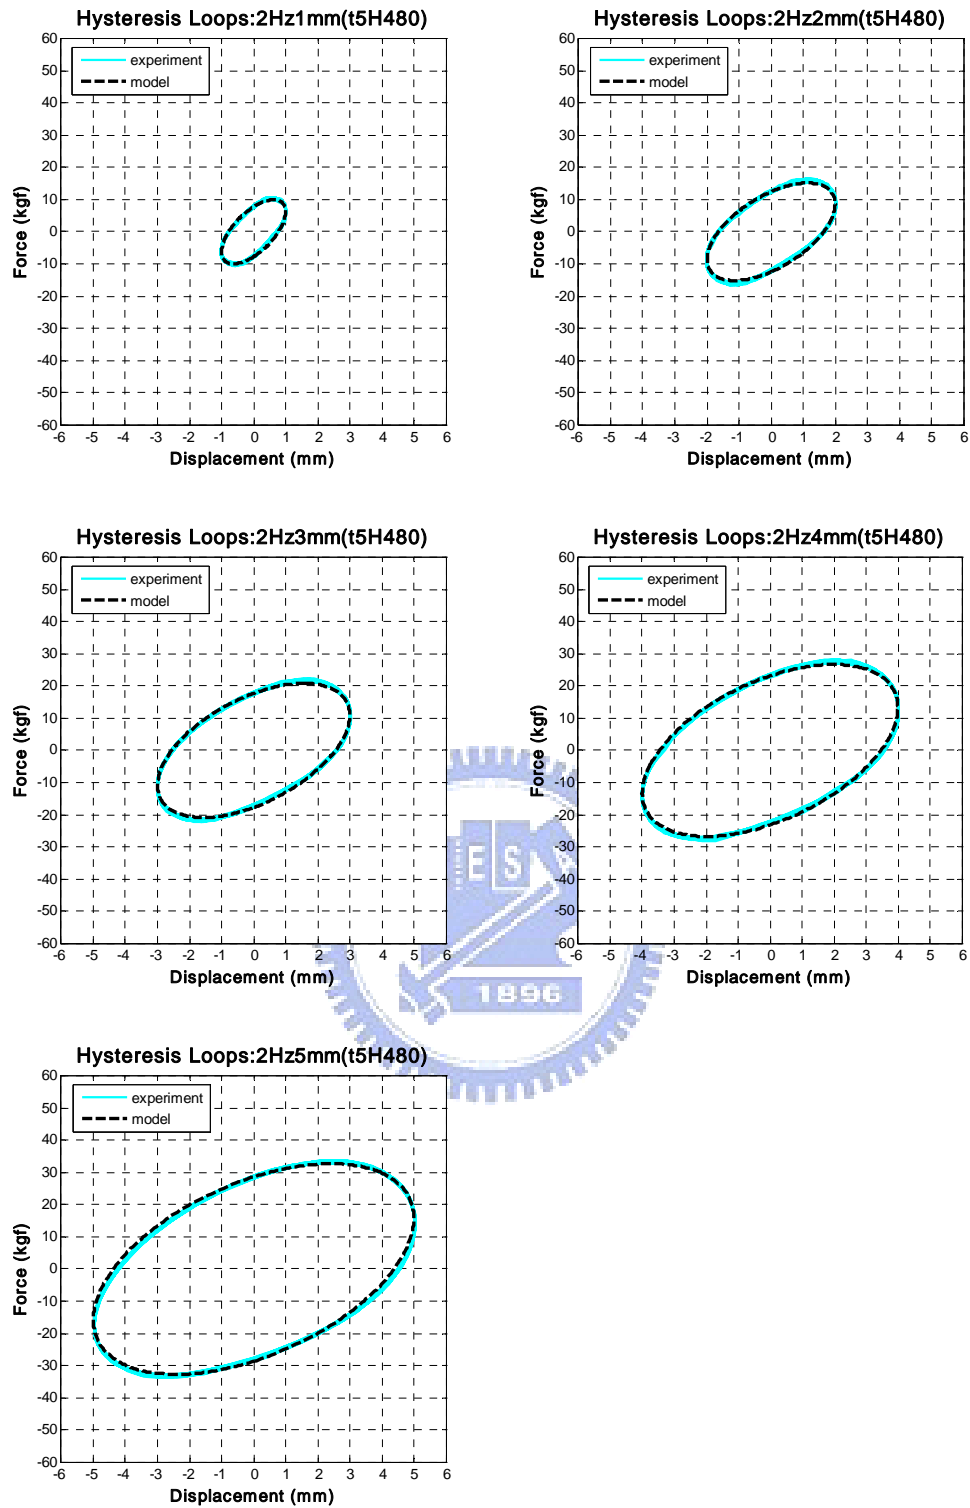 Hysteresis Loops:2Hz1mm(t5H480)
experiment
model
Force (kgf)
60
50
40
30
20
10
0
-10
-20
-30
-40
-50
-60
-6 -5 -4 -3 -2 -1 0 1 2 3 4 5 6
Displacement (mm)
Hysteresis Loops:2Hz2mm(t5H480)
experiment
model
Force (kgf)
60
50
40
30
20
10
0
-10
-20
-30
-40
-50
-60
-6 -5 -4 -3 -2 -1 0 1 2 3 4 5 6
Displacement (mm)
Hysteresis Loops:2Hz3mm(t5H480)
experiment
model
Force (kgf)
60
50
40
30
20
10
0
-10
-20
-30
-40
-50
-60
-6 -5 -4 -3 -2 -1 0 1 2 3 4 5 6
Displacement (mm)
Hysteresis Loops:2Hz4mm(t5H480)
experiment
model
Force (kgf)
60
50
40
30
20
10
0
-10
-20
-30
-40
-50
-60
-6 -5 -4 -3 -2 -1 0 1 2 3 4 5 6
Displacement (mm)
ES
1896
Hysteresis Loops:2Hz5mm(t5H480)
experiment
model
Force (kgf)
60
50
40
30
20
10
0
-10
-20
-30
-40
-50
-60
-6 -5 -4 -3 -2 -1 0 1 2 3 4 5 6
Displacement (mm)